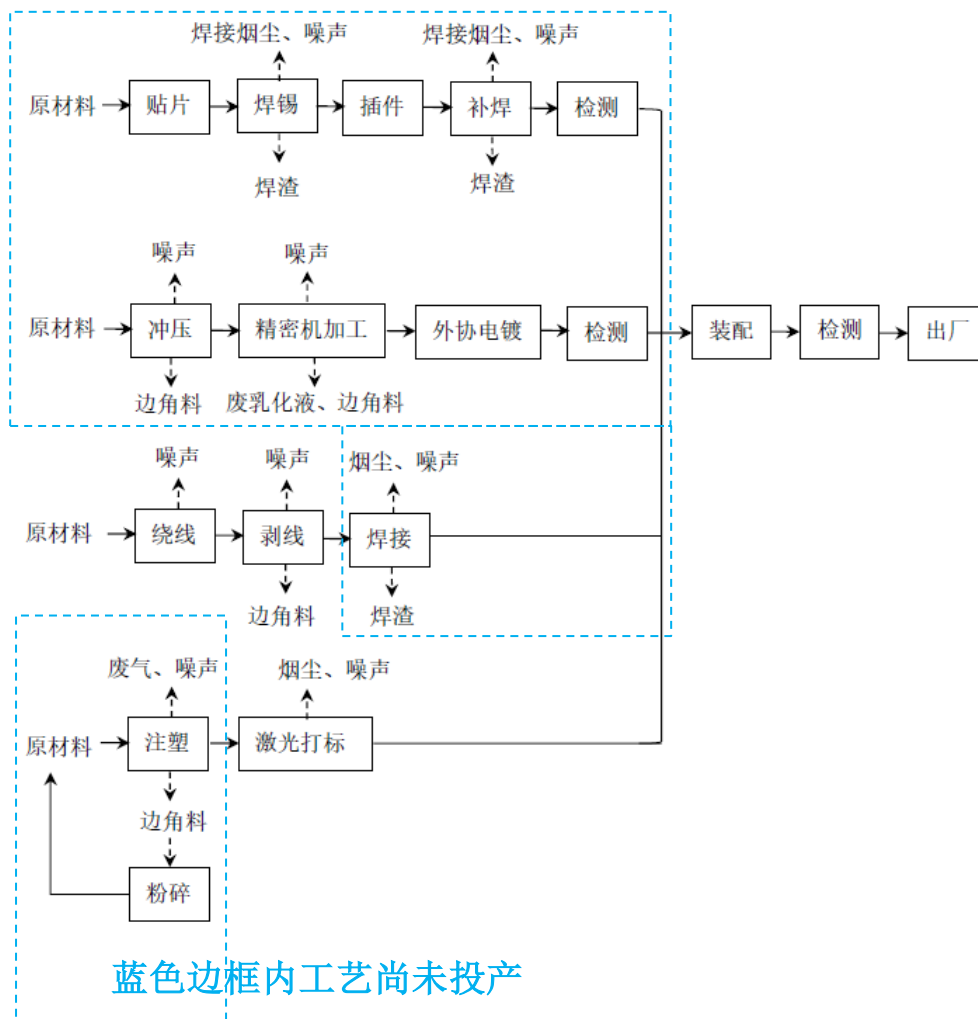 焊接烟尘、噪声
焊接烟尘、噪声
原材料
贴片
焊锡
插件
补焊
检测
焊渣
焊渣
噪声
噪声
原材料
冲压
精密机加工
外协电镀
检测
装配
检测
出厂
边角料
废乳化液、边角料
噪声
噪声
烟尘、噪声
原材料
绕线
剥线
焊接
边角料
焊渣
废气、噪声
烟尘、噪声
原材料
注塑
激光打标
边角料
粉碎
蓝色边框内工艺尚未投产